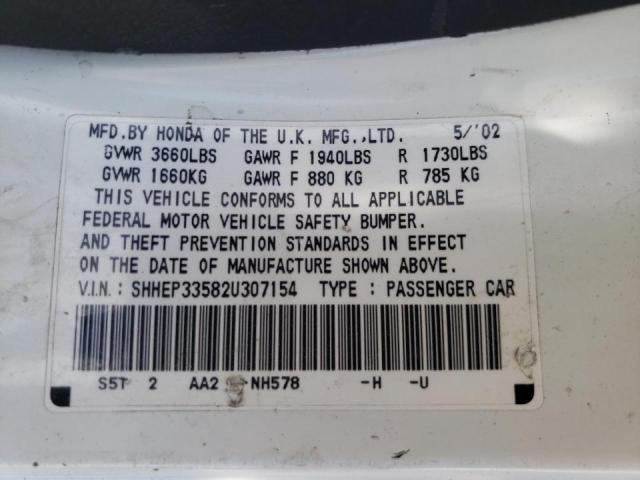 MFD.BY HONDA OF THE U.K. MFG.,LTD. 5/'02
GVWR 3660LBS GAWR F 1940LBS R 1730LBS
GVWR 1660KG GAWR F 880 KG R 785 KG
THIS VEHICLE CONFORMS TO ALL APPLICABLE
FEDERAL MOTOR VEHICLE SAFETY BUMPER.
AND THEFT PREVENTION STANDARDS IN EFFECT
ON THE DATE OF MANUFACTURE SHOWN ABOVE.
V.I.N.: SHHEP33582U307154 TYPE : PASSENGER CAR
S5T 2 AA2 -NH578 -H -U